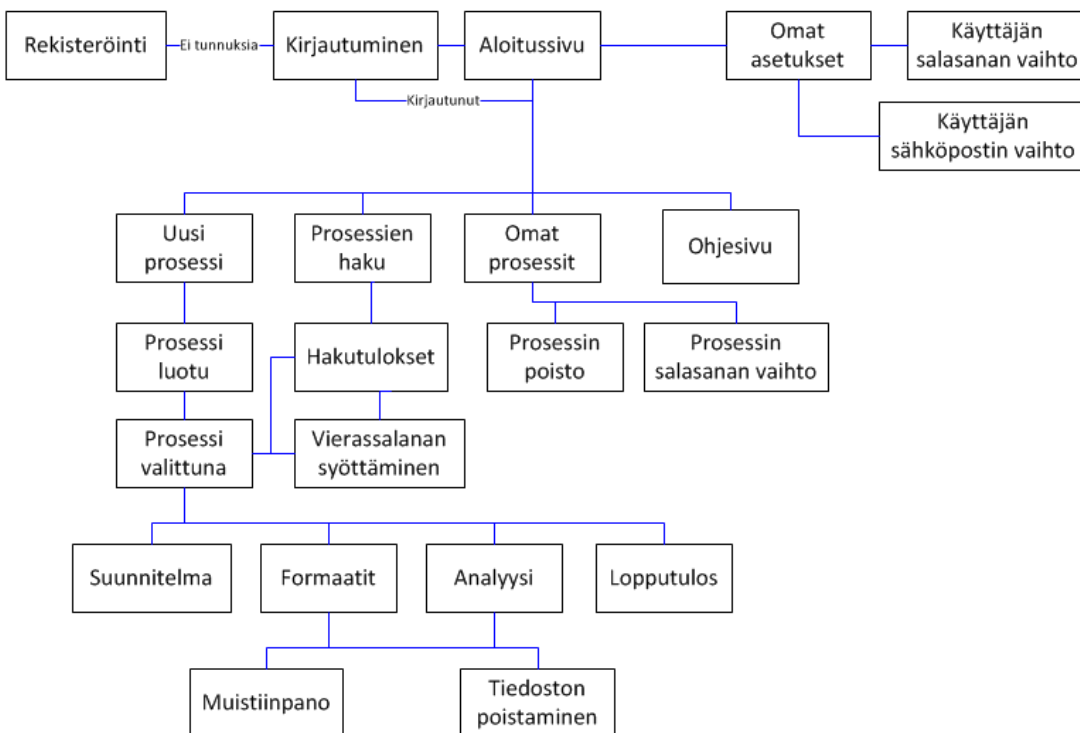 Rekisteröinti
Ei tunnuksia
Kirjautuminen
Aloitussivu
Omat
asetukset
Käyttäjän
salasanan vaihto
Kirjautunut
Käyttäjän
sähköpostin vaihto
Uusi
prosessi
Prosessien
haku
Omat
prosessit
Ohjesivu
Prosessi
luotu
Hakutulokset
Prosessin
poisto
Prosessin
salasanan vaihto
Prosessi
valittuna
Vierassalanan
syöttäminen
Suunnitelma
Formaatit
Analyysi
Lopputulos
Muistiinpano
Tiedoston
poistaminen